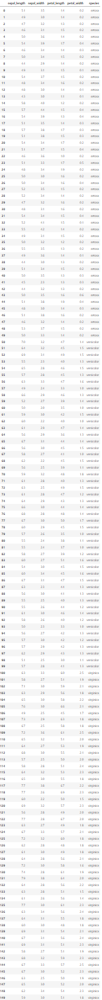 sepal_length sepal_width petal_length petal_width species
0 5.1 3.5 1.4 0.2 setosa
1 4.9 3.0 1.4 0.2 setosa
2 4.7 3.2 1.3 0.2 setosa
3 4.6 3.1 1.5 0.2 setosa
4 5.0 3.6 1.4 0.2 setosa
5 5.4 3.9 1.7 0.4 setosa
6 4.6 3.4 1.4 0.3 setosa
7 5.0 3.4 1.5 0.2 setosa
8 4.4 2.9 1.4 0.2 setosa
9 4.9 3.1 1.5 0.1 setosa
10 5.4 3.7 1.5 0.2 setosa
11 4.8 3.4 1.6 0.2 setosa
12 4.8 3.0 1.4 0.1 setosa
13 4.3 3.0 1.1 0.1 setosa
14 5.8 4.0 1.2 0.2 setosa
15 5.7 4.4 1.5 0.4 setosa
16 5.4 3.9 1.3 0.4 setosa
17 5.1 3.5 1.4 0.3 setosa
18 5.7 3.8 1.7 0.3 setosa
19 5.1 3.8 1.5 0.3 setosa
20 5.4 3.4 1.7 0.2 setosa
21 5.1 3.7 1.5 0.4 setosa
22 4.6 3.6 1.0 0.2 setosa
23 5.1 3.3 1.7 0.5 setosa
24 4.8 3.4 1.9 0.2 setosa
25 5.0 3.0 1.6 0.2 setosa
26 5.0 3.4 1.6 0.4 setosa
27 5.2 3.5 1.5 0.2 setosa
28 5.2 3.4 1.4 0.2 setosa
29 4.7 3.2 1.6 0.2 setosa
30 4.8 3.1 1.6 0.2 setosa
31 5.4 3.4 1.5 0.4 setosa
32 5.2 4.1 1.5 0.1 setosa
33 5.5 4.2 1.4 0.2 setosa
34 4.9 3.1 1.5 0.2 setosa
35 5.0 3.2 1.2 0.2 setosa
36 5.5 3.5 1.3 0.2 setosa
37 4.9 3.6 1.4 0.1 setosa
38 4.4 3.0 1.3 0.2 setosa
39 5.1 3.4 1.5 0.2 setosa
40 5.0 3.5 1.3 0.3 setosa
41 4.5 2.3 1.3 0.3 setosa
42 4.4 3.2 1.3 0.2 setosa
43 5.0 3.5 1.6 0.6 setosa
44 5.1 3.8 1.9 0.4 setosa
45 4.8 3.0 1.4 0.3 setosa
46 5.1 3.8 1.6 0.2 setosa
47 4.6 3.2 1.4 0.2 setosa
48 5.3 3.7 1.5 0.2 setosa
49 5.0 3.3 1.4 0.2 setosa
50 7.0 3.2 4.7 1.4 versicolor
51 6.4 3.2 4.5 1.5 versicolor
52 6.9 3.1 4.9 1.5 versicolor
53 5.5 2.3 4.0 1.3 versicolor
54 6.5 2.8 4.6 1.5 versicolor
55 5.7 2.8 4.5 1.3 versicolor
56 6.3 3.3 4.7 1.6 versicolor
57 4.9 2.4 3.3 1.0 versicolor
58 6.6 2.9 4.6 1.3 versicolor
59 5.2 2.7 3.9 1.4 versicolor
60 5.0 2.0 3.5 1.0 versicolor
61 5.9 3.0 4.2 1.5 versicolor
62 6.0 2.2 4.0 1.0 versicolor
63 6.1 2.9 4.7 1.4 versicolor
64 5.6 2.9 3.6 1.3 versicolor
65 6.7 3.1 4.4 1.4 versicolor
66 5.6 3.0 4.5 1.5 versicolor
67 5.8 2.7 4.1 1.0 versicolor
68 6.2 2.2 4.5 1.5 versicolor
69 5.6 2.5 3.9 1.1 versicolor
70 5.9 3.2 4.8 1.8 versicolor
71 6.1 2.8 4.0 1.3 versicolor
72 6.3 2.5 4.9 1.5 versicolor
73 6.1 2.8 4.7 1.2 versicolor
74 6.4 2.9 4.3 1.3 versicolor
75 6.6 3.0 4.4 1.4 versicolor
76 6.8 2.8 4.8 1.4 versicolor
77 6.7 3.0 5.0 1.7 versicolor
78 6.0 2.9 4.5 1.5 versicolor
79 5.7 2.6 3.5 1.0 versicolor
80 5.5 2.4 3.8 1.1 versicolor
81 5.5 2.4 3.7 1.0 versicolor
82 5.8 2.7 3.9 1.2 versicolor
83 6.0 2.7 5.1 1.6 versicolor
84 5.4 3.0 4.5 1.5 versicolor
85 6.0 3.4 4.5 1.6 versicolor
86 6.7 3.1 4.7 1.5 versicolor
87 6.3 2.3 4.4 1.3 versicolor
88 5.6 3.0 4.1 1.3 versicolor
89 5.5 2.5 4.0 1.3 versicolor
90 5.5 2.6 4.4 1.2 versicolor
91 6.1 3.0 4.6 1.4 versicolor
92 5.8 2.6 4.0 1.2 versicolor
93 5.0 2.3 3.3 1.0 versicolor
94 5.6 2.7 4.2 1.3 versicolor
95 5.7 3.0 4.2 1.2 versicolor
96 5.7 2.9 4.2 1.3 versicolor
97 6.2 2.9 4.3 1.3 versicolor
98 5.1 2.5 3.0 1.1 versicolor
99 5.7 2.8 4.1 1.3 versicolor
100 6.3 3.3 6.0 2.5 virginica
101 5.8 2.7 5.1 1.9 virginica
102 7.1 3.0 5.9 2.1 virginica
103 6.3 2.9 5.6 1.8 virginica
104 6.5 3.0 5.8 2.2 virginica
105 7.6 3.0 6.6 2.1 virginica
106 4.9 2.5 4.5 1.7 virginica
107 7.3 2.9 6.3 1.8 virginica
108 6.7 2.5 5.8 1.8 virginica
109 7.2 3.6 6.1 2.5 virginica
110 6.5 3.2 5.1 2.0 virginica
111 6.4 2.7 5.3 1.9 virginica
112 6.8 3.0 5.5 2.1 virginica
113 5.7 2.5 5.0 2.0 virginica
114 5.8 2.8 5.1 2.4 virginica
115 6.4 3.2 5.3 2.3 virginica
116 6.5 3.0 5.5 1.8 virginica
117 7.7 3.8 6.7 2.2 virginica
118 7.7 2.6 6.9 2.3 virginica
119 6.0 2.2 5.0 1.5 virginica
120 6.9 3.2 5.7 2.3 virginica
121 5.6 2.8 4.9 2.0 virginica
122 7.7 2.8 6.7 2.0 virginica
123 6.3 2.7 4.9 1.8 virginica
124 6.7 3.3 5.7 2.1 virginica
125 7.2 3.2 6.0 1.8 virginica
126 6.2 2.8 4.8 1.8 virginica
127 6.1 3.0 4.9 1.8 virginica
128 6.4 2.8 5.6 2.1 virginica
129 7.2 3.0 5.8 1.6 virginica
130 7.4 2.8 6.1 1.9 virginica
131 7.9 3.8 6.4 2.0 virginica
132 6.4 2.8 5.6 2.2 virginica
133 6.3 2.8 5.1 1.5 virginica
134 6.1 2.6 5.6 1.4 virginica
135 7.7 3.0 6.1 2.3 virginica
136 6.3 3.4 5.6 2.4 virginica
137 6.4 3.1 5.5 1.8 virginica
138 6.0 3.0 4.8 1.8 virginica
139 6.9 3.1 5.4 2.1 virginica
140 6.7 3.1 5.6 2.4 virginica
141 6.9 3.1 5.1 2.3 virginica
142 5.8 2.7 5.1 1.9 virginica
143 6.8 3.2 5.9 2.3 virginica
144 6.7 3.3 5.7 2.5 virginica
145 6.7 3.0 5.2 2.3 virginica
146 6.3 2.5 5.0 1.9 virginica
147 6.5 3.0 5.2 2.0 virginica
148 6.2 3.4 5.4 2.3 virginica
149 5.9 3.0 5.1 1.8 virginica